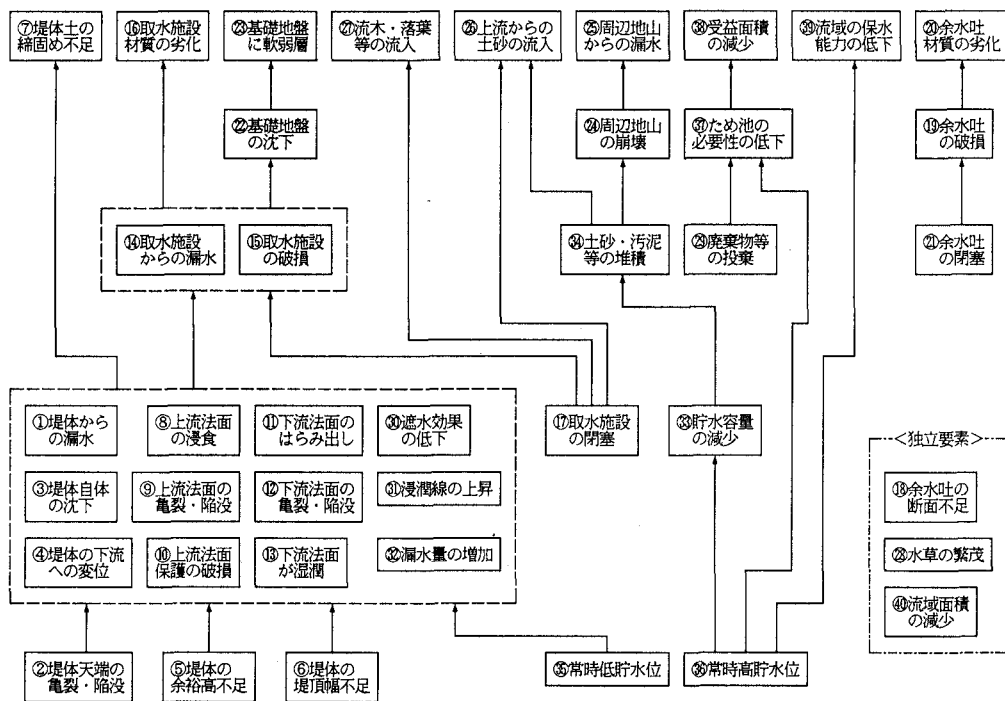 ⑦堤体土の
締固め不足
⑯取水施設
材質の劣化
㉓基礎地盤
に軟弱層
㉗流木・落葉
等の流入
㉖上流からの
土砂の流入
㉕周辺地山
からの漏水
㊳受益面積
の減少
㊴流域の保水
能力の低下
⑳余水吐
材質の劣化
㉒基礎地盤
の沈下
㉔周辺地山
の崩壊
㊲ため池の
必要性の低下
⑲余水吐
の破損
⑭取水施設
からの漏水
⑮取水施設
の破損
㉞土砂・汚泥
等の堆積
㉙廃棄物等
の投棄
㉑余水吐
の閉塞
①堤体から
の漏水
⑧上流法面
の浸食
⑪下流法面の
はらみ出し
㉚遮水効果
の低下
⑰取水施設
の閉塞
㉝貯水容量
の減少
<独立要素>
③堤体自体
の沈下
⑨上流法面の
亀裂・陥没
⑫下流法面の
亀裂・陥没
㉛浸潤線の上昇
⑱余水吐の
断面不足
④堤体の下流
への変位
⑩上流法面
保護の破損
⑬下流法面
が湿潤
㉜漏水量の増加
㉘水草の繁茂
㊵流域面積
の減少
②堤体天端の
亀裂・陥没
⑤堤体の
余裕高不足
⑥堤体の
堤頂幅不足
㉟常時低貯水位
㊱常時高貯水位